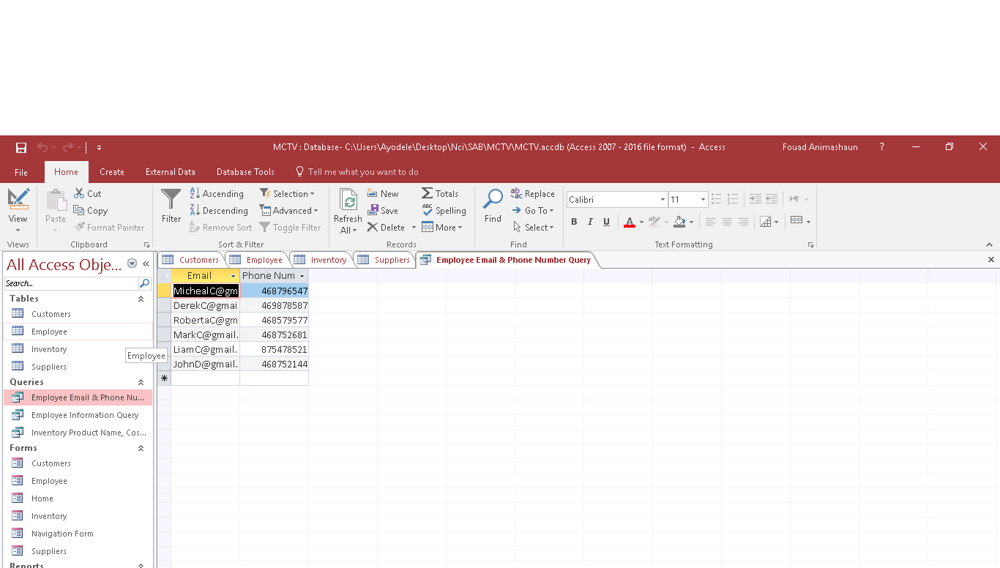 MCTV : Database- C:\Users\Ayodele\Desktop\Nci\SAB\MCTV\MCTV.accdb (Access 2007 - 2016 file format) - Access
Fouad Animashaun
?
File Home Create External Data Database Tools Tell me what you want to do
View
Views
Paste
Cut
Copy
Format Painter
Clipboard
Filter
Ascending
Descending
Remove Sort
Selection
Advanced
Toggle Filter
Sort & Filter
Refresh
All
New
Save
Delete
Totals
Spelling
More
Records
Find
Replace
Go To
Select
Find
Calibri 11
B I U A
Text Formatting
All Access Obje...
Search...
Tables
Customers
Employee
Inventory
Suppliers
Employee
Queries
Employee Email & Phone Nu...
Employee Information Query
Inventory Product Name, Cos...
Forms
Customers
Employee
Home
Inventory
Navigation Form
Suppliers
Reports
Customers Employee Inventory Suppliers Employee Email & Phone Number Query
Email Phone Num
MichealC@gm 468796547
DerekC@gmai 469878587
RobertaC@gm 468579577
MarkC@gmail. 468752681
LiamC@gmail. 875478521
JohnD@gmail. 468752144